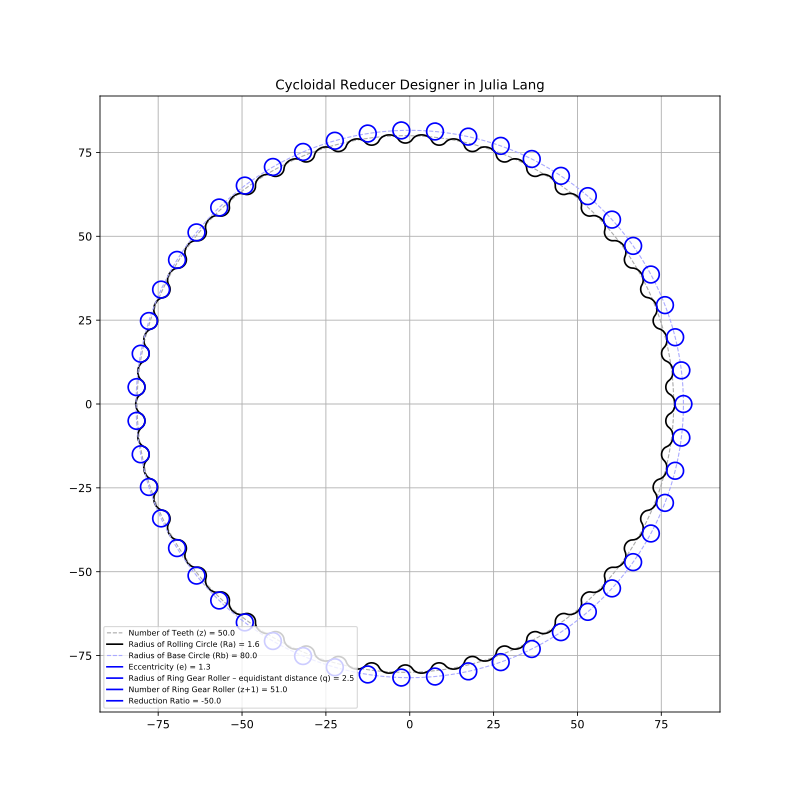 Cycloidal Reducer Designer in Julia Lang
75
50
25
0
−25
−50
−75
Number of Teeth (z) = 50.0
Radius of Rolling Circle (Ra) = 1.6
Radius of Base Circle (Rb) = 80.0
Eccentricity (e) = 1.3
Radius of Ring Gear Roller – equidistant distance (q) = 2.5
Number of Ring Gear Roller (z+1) = 51.0
Reduction Ratio = -50.0
−75 −50 −25 0 25 50 75